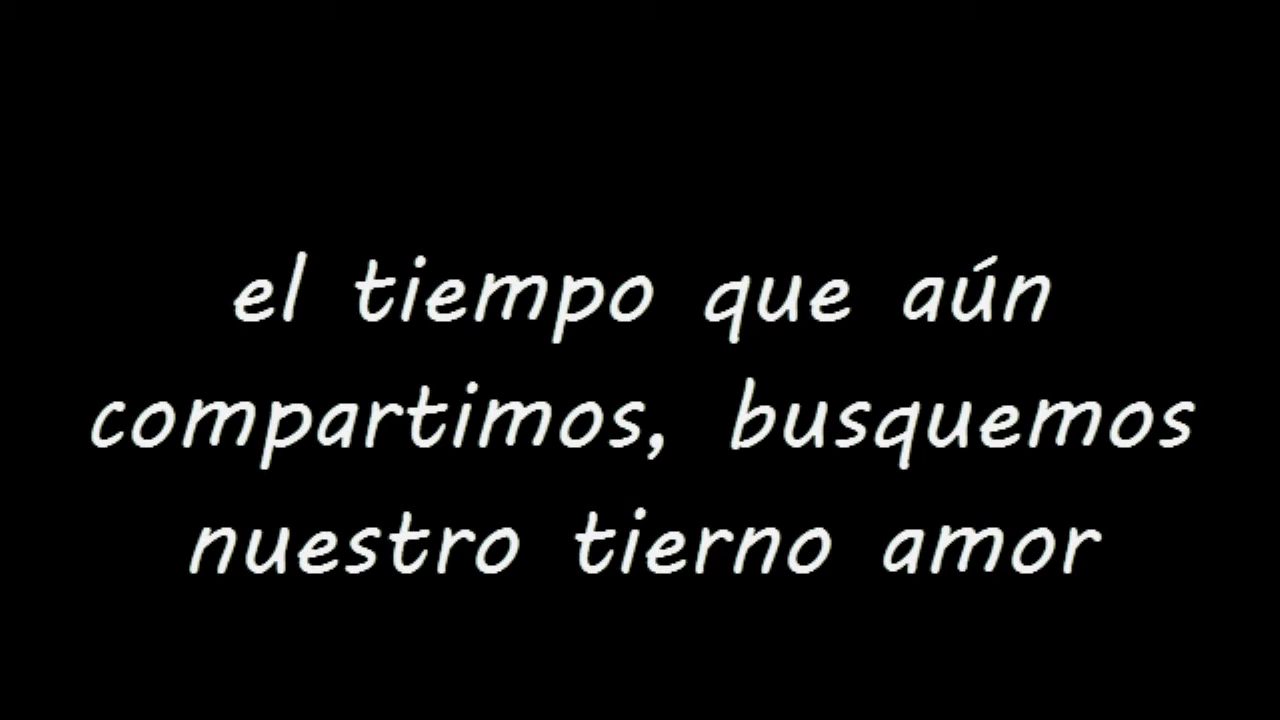 el tiempo que aún
compartimos, busquemos
nuestro tierno amor